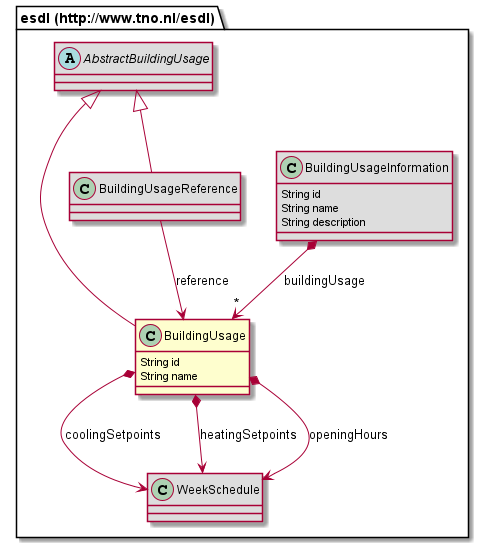 esdl (http://www.tno.nl/esdl)
A AbstractBuildingUsage
C BuildingUsageReference
C BuildingUsageInformation
String id
String name
String description
reference
buildingUsage
*
C BuildingUsage
String id
String name
coolingSetpoints
heatingSetpoints
openingHours
C WeekSchedule